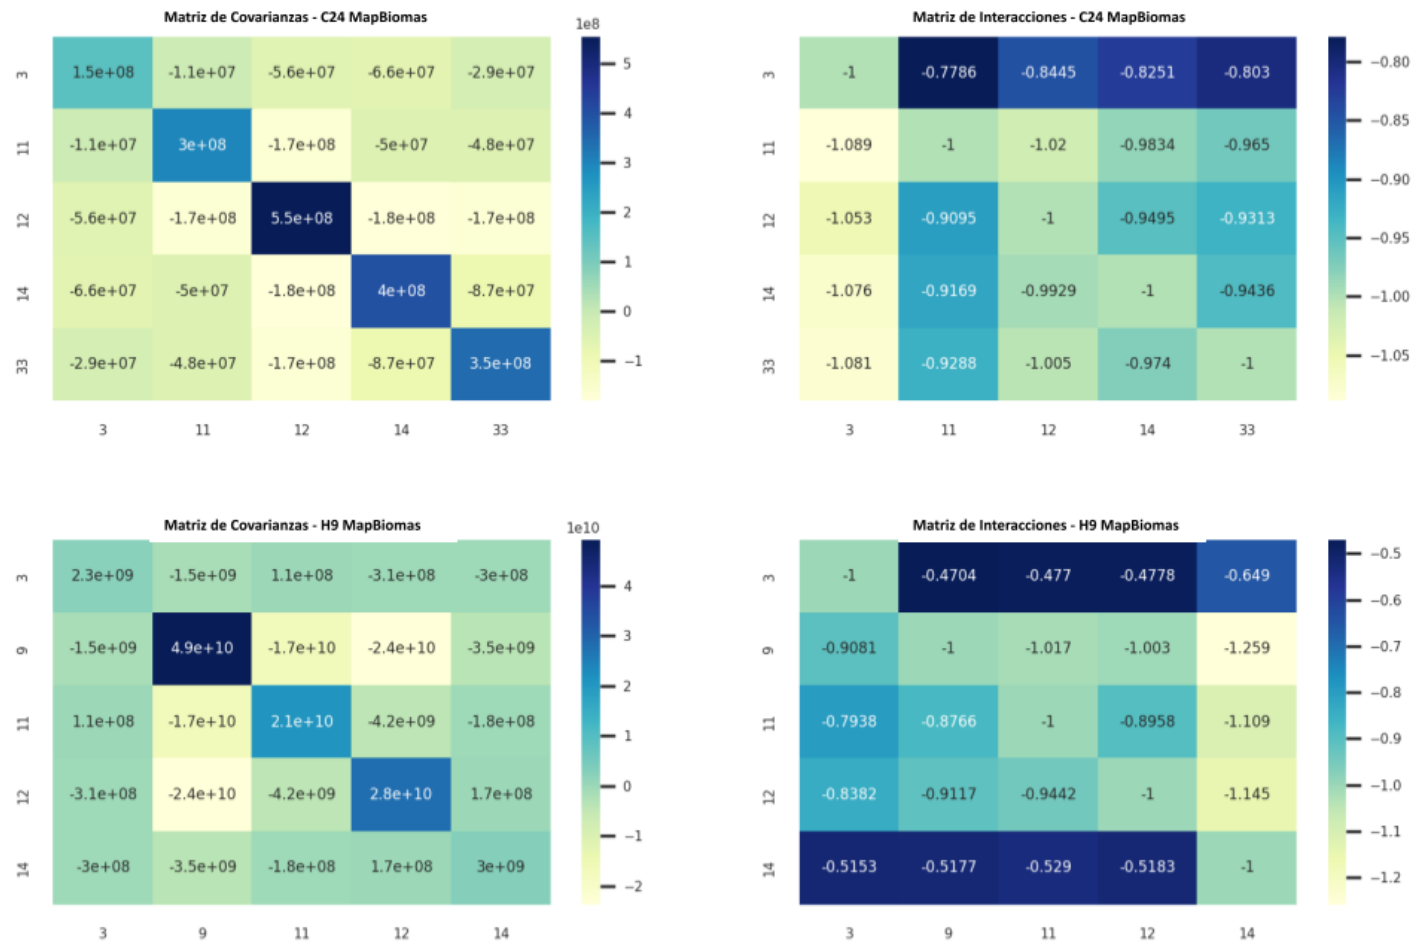 Matriz de Covarianzas - C24 MapBiomas
1e8
3 1.5e+08 -1.1e+07 -5.6e+07 -6.6e+07 -2.9e+07
11 -1.1e+07 3e+08 -1.7e+08 -5e+07 -4.8e+07
12 -5.6e+07 -1.7e+08 5.5e+08 -1.8e+08 -1.7e+08
14 -6.6e+07 -5e+07 -1.8e+08 4e+08 -8.7e+07
33 -2.9e+07 -4.8e+07 -1.7e+08 -8.7e+07 3.5e+08
3 11 12 14 33
5
4
3
2
1
0
−1
Matriz de Interacciones - C24 MapBiomas
3 -1 -0.7786 -0.8445 -0.8251 -0.803
11 -1.089 -1 -1.02 -0.9834 -0.965
12 -1.053 -0.9095 -1 -0.9495 -0.9313
14 -1.076 -0.9169 -0.9929 -1 -0.9436
33 -1.081 -0.9288 -1.005 -0.974 -1
3 11 12 14 33
−0.80
−0.85
−0.90
−0.95
−1.00
−1.05
Matriz de Covarianzas - H9 MapBiomas
1e10
3 2.3e+09 -1.5e+09 1.1e+08 -3.1e+08 -3e+08
9 -1.5e+09 4.9e+10 -1.7e+10 -2.4e+10 -3.5e+09
11 1.1e+08 -1.7e+10 2.1e+10 -4.2e+09 -1.8e+08
12 -3.1e+08 -2.4e+10 -4.2e+09 2.8e+10 1.7e+08
14 -3e+08 -3.5e+09 -1.8e+08 1.7e+08 3e+09
3 9 11 12 14
4
3
2
1
0
−1
−2
Matriz de Interacciones - H9 MapBiomas
3 -1 -0.4704 -0.477 -0.4778 -0.649
9 -0.9081 -1 -1.017 -1.003 -1.259
11 -0.7938 -0.8766 -1 -0.8958 -1.109
12 -0.8382 -0.9117 -0.9442 -1 -1.145
14 -0.5153 -0.5177 -0.529 -0.5183 -1
3 9 11 12 14
−0.5
−0.6
−0.7
−0.8
−0.9
−1.0
−1.1
−1.2